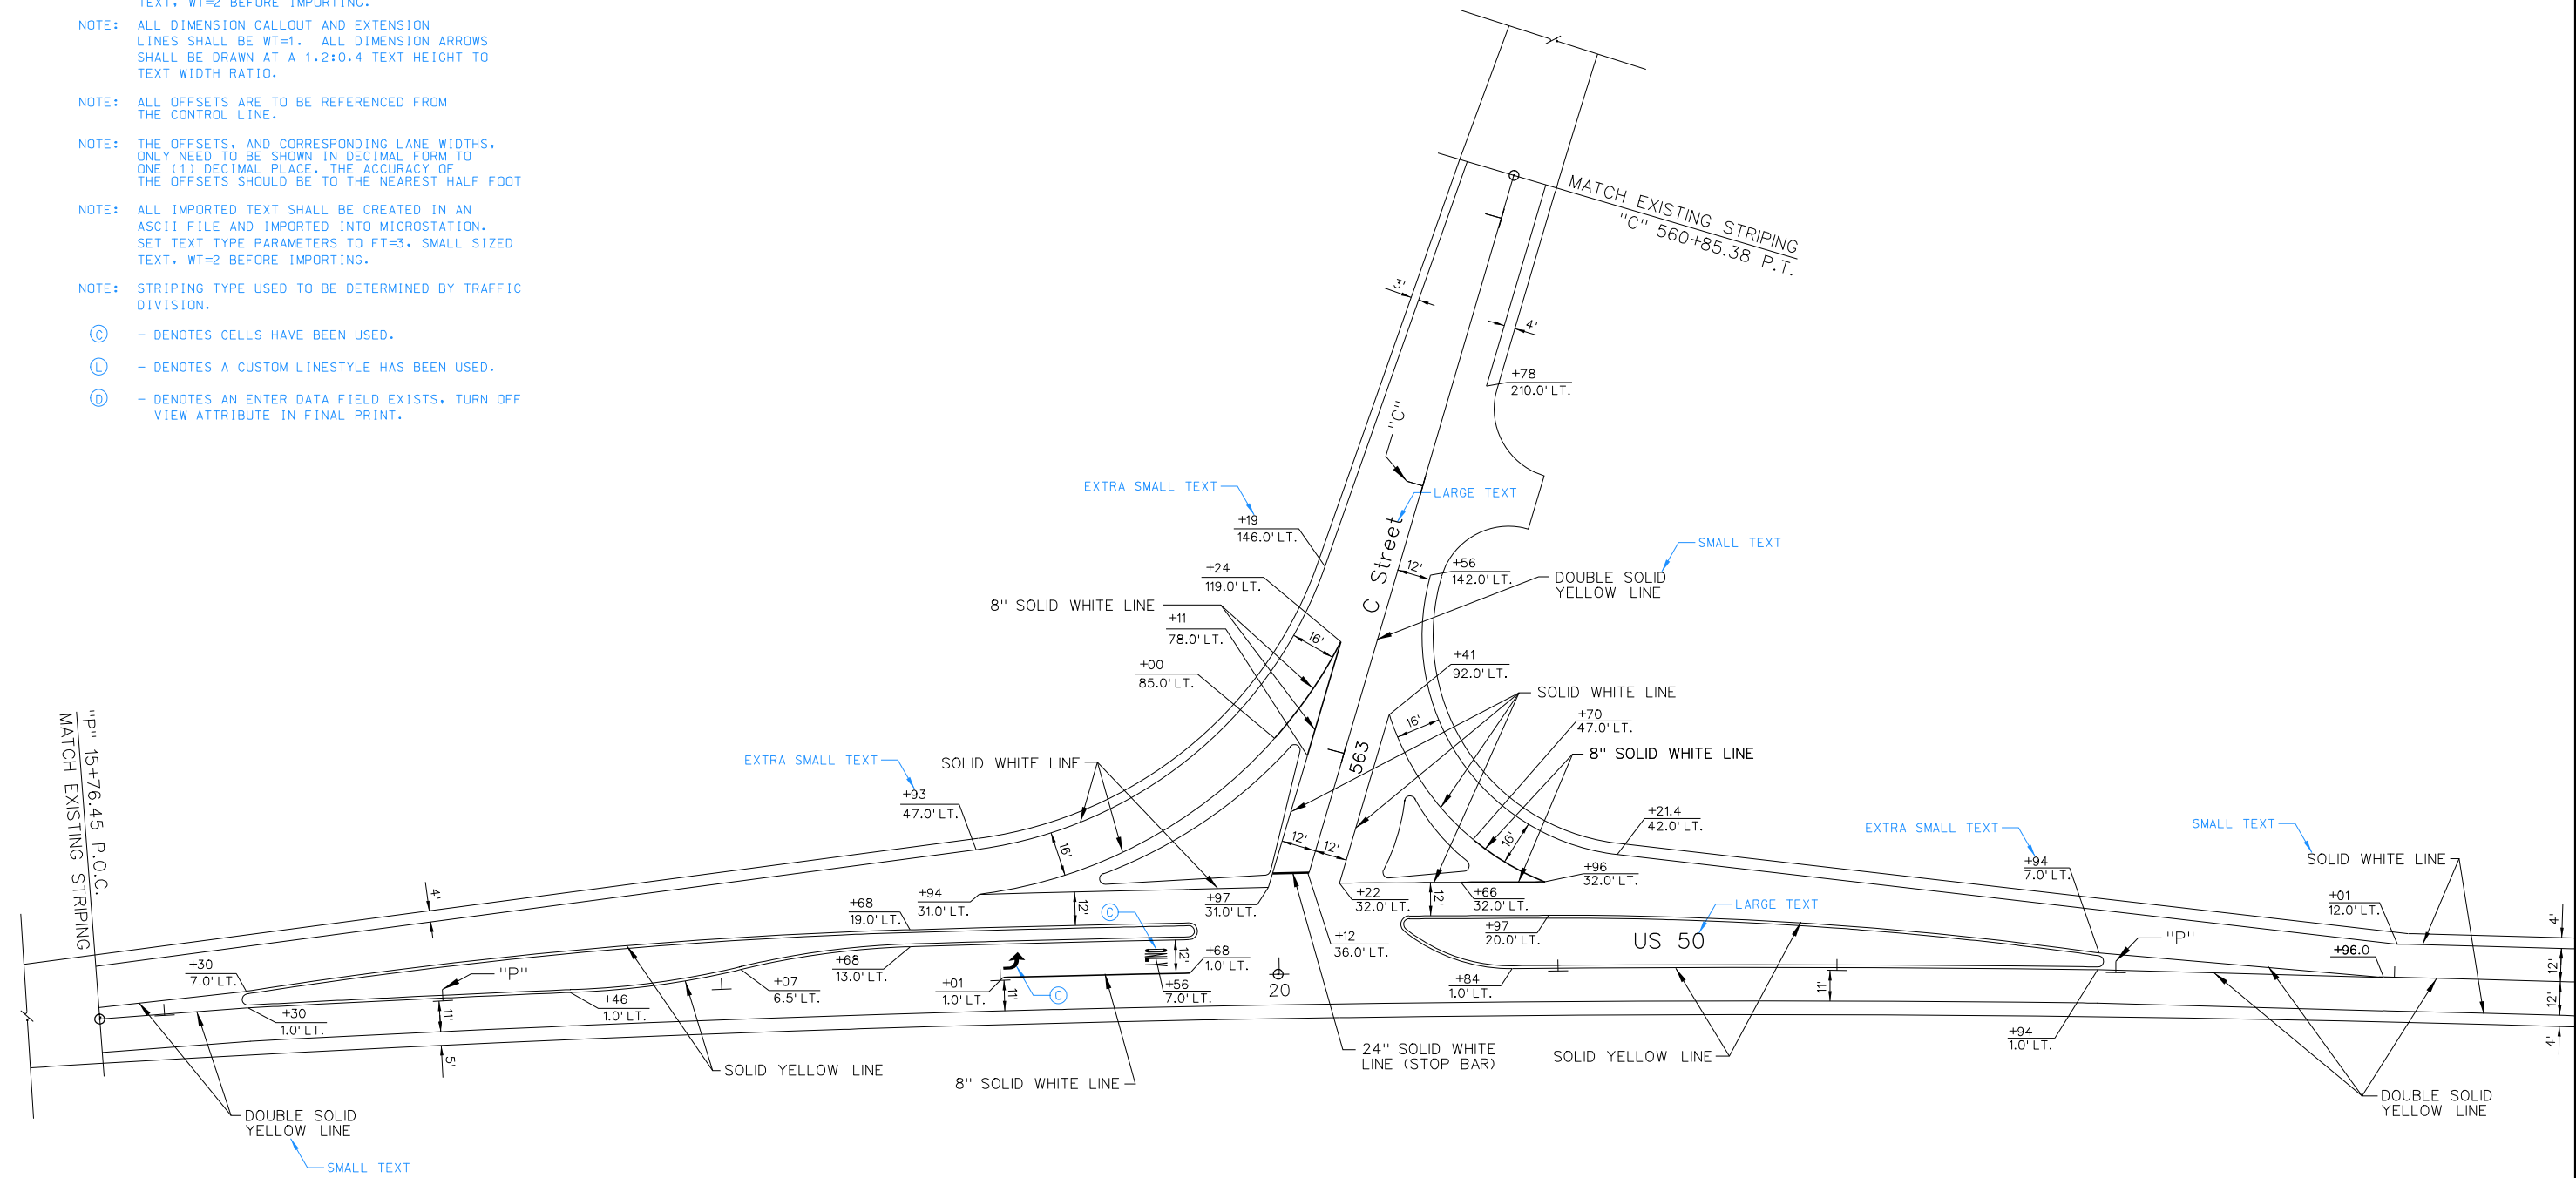 TEXT, WT=2 BEFORE IMPORTING.
NOTE: ALL DIMENSION CALLOUT AND EXTENSION
LINES SHALL BE WT=1. ALL DIMENSION ARROWS
SHALL BE DRAWN AT A 1.2:0.4 TEXT HEIGHT TO
TEXT WIDTH RATIO.
NOTE: ALL OFFSETS ARE TO BE REFERENCED FROM
THE CONTROL LINE.
NOTE: THE OFFSETS, AND CORRESPONDING LANE WIDTHS,
ONLY NEED TO BE SHOWN IN DECIMAL FORM TO
ONE (1) DECIMAL PLACE. THE ACCURACY OF
THE OFFSETS SHOULD BE TO THE NEAREST HALF FOOT
NOTE: ALL IMPORTED TEXT SHALL BE CREATED IN AN
ASCII FILE AND IMPORTED INTO MICROSTATION.
SET TEXT TYPE PARAMETERS TO FT=3, SMALL SIZED
TEXT, WT=2 BEFORE IMPORTING.
NOTE: STRIPING TYPE USED TO BE DETERMINED BY TRAFFIC
DIVISION.
C - DENOTES CELLS HAVE BEEN USED.
L - DENOTES A CUSTOM LINESTYLE HAS BEEN USED.
D - DENOTES AN ENTER DATA FIELD EXISTS, TURN OFF
VIEW ATTRIBUTE IN FINAL PRINT.
MATCH EXISTING STRIPING
"C" 560+85.38 P.T.
3'
4'
+78
210.0' LT.
"C"
EXTRA SMALL TEXT
LARGE TEXT
+19
146.0' LT.
C Street
SMALL TEXT
+24
119.0' LT.
12'
+56
142.0' LT.
DOUBLE SOLID
YELLOW LINE
8" SOLID WHITE LINE
+11
78.0' LT.
16'
+00
85.0' LT.
+41
92.0' LT.
SOLID WHITE LINE
16'
+70
47.0' LT.
8" SOLID WHITE LINE
563
"P" 15+76.45 P.O.C.
MATCH EXISTING STRIPING
EXTRA SMALL TEXT
SOLID WHITE LINE
+93
47.0' LT.
16'
12'
12'
16'
+21.4
42.0' LT.
EXTRA SMALL TEXT
SMALL TEXT
SOLID WHITE LINE
+94
7.0' LT.
+96
32.0' LT.
4'
+94
31.0' LT.
12'
+97
31.0' LT.
+22
32.0' LT.
12'
+66
32.0' LT.
+01
12.0' LT.
+68
19.0' LT.
C
LARGE TEXT
4'
+97
20.0' LT.
US 50
"P"
+12
36.0' LT.
+96.0
+30
7.0' LT.
"P"
+68
13.0' LT.
12'
+68
1.0' LT.
12'
+07
6.5' LT.
+01
1.0' LT.
11'
C
+56
7.0' LT.
20
+84
1.0' LT.
11'
12'
+46
1.0' LT.
+30
1.0' LT.
11'
+94
1.0' LT.
4'
5'
SOLID YELLOW LINE
8" SOLID WHITE LINE
24" SOLID WHITE
LINE (STOP BAR)
SOLID YELLOW LINE
DOUBLE SOLID
YELLOW LINE
DOUBLE SOLID
YELLOW LINE
SMALL TEXT